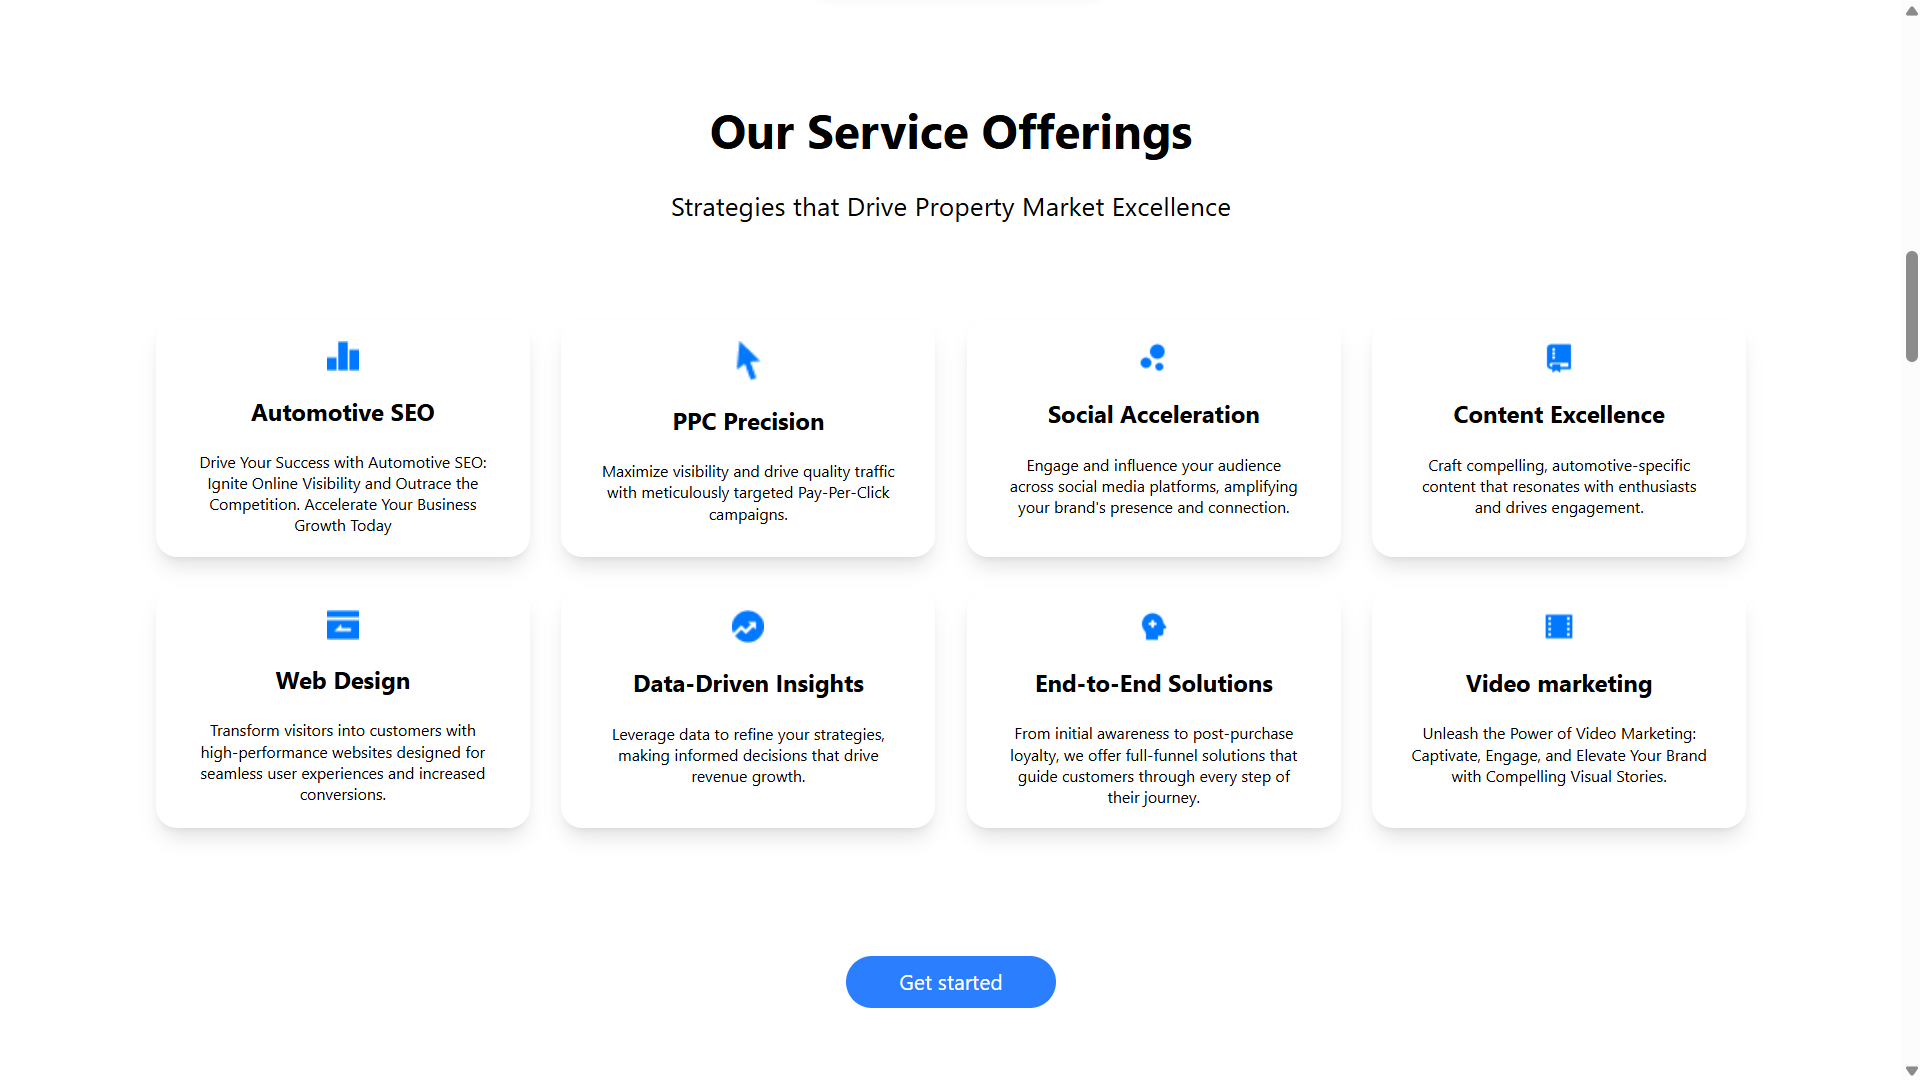 Our Service Offerings
Strategies that Drive Property Market Excellence
Automotive SEO
Drive Your Success with Automotive SEO:
Ignite Online Visibility and Outrace the
Competition. Accelerate Your Business
Growth Today
PPC Precision
Maximize visibility and drive quality traffic
with meticulously targeted Pay-Per-Click
campaigns.
Social Acceleration
Engage and influence your audience
across social media platforms, amplifying
your brand's presence and connection.
Content Excellence
Craft compelling, automotive-specific
content that resonates with enthusiasts
and drives engagement.
Web Design
Transform visitors into customers with
high-performance websites designed for
seamless user experiences and increased
conversions.
Data-Driven Insights
Leverage data to refine your strategies,
making informed decisions that drive
revenue growth.
End-to-End Solutions
From initial awareness to post-purchase
loyalty, we offer full-funnel solutions that
guide customers through every step of
their journey.
Video marketing
Unleash the Power of Video Marketing:
Captivate, Engage, and Elevate Your Brand
with Compelling Visual Stories.
Get started